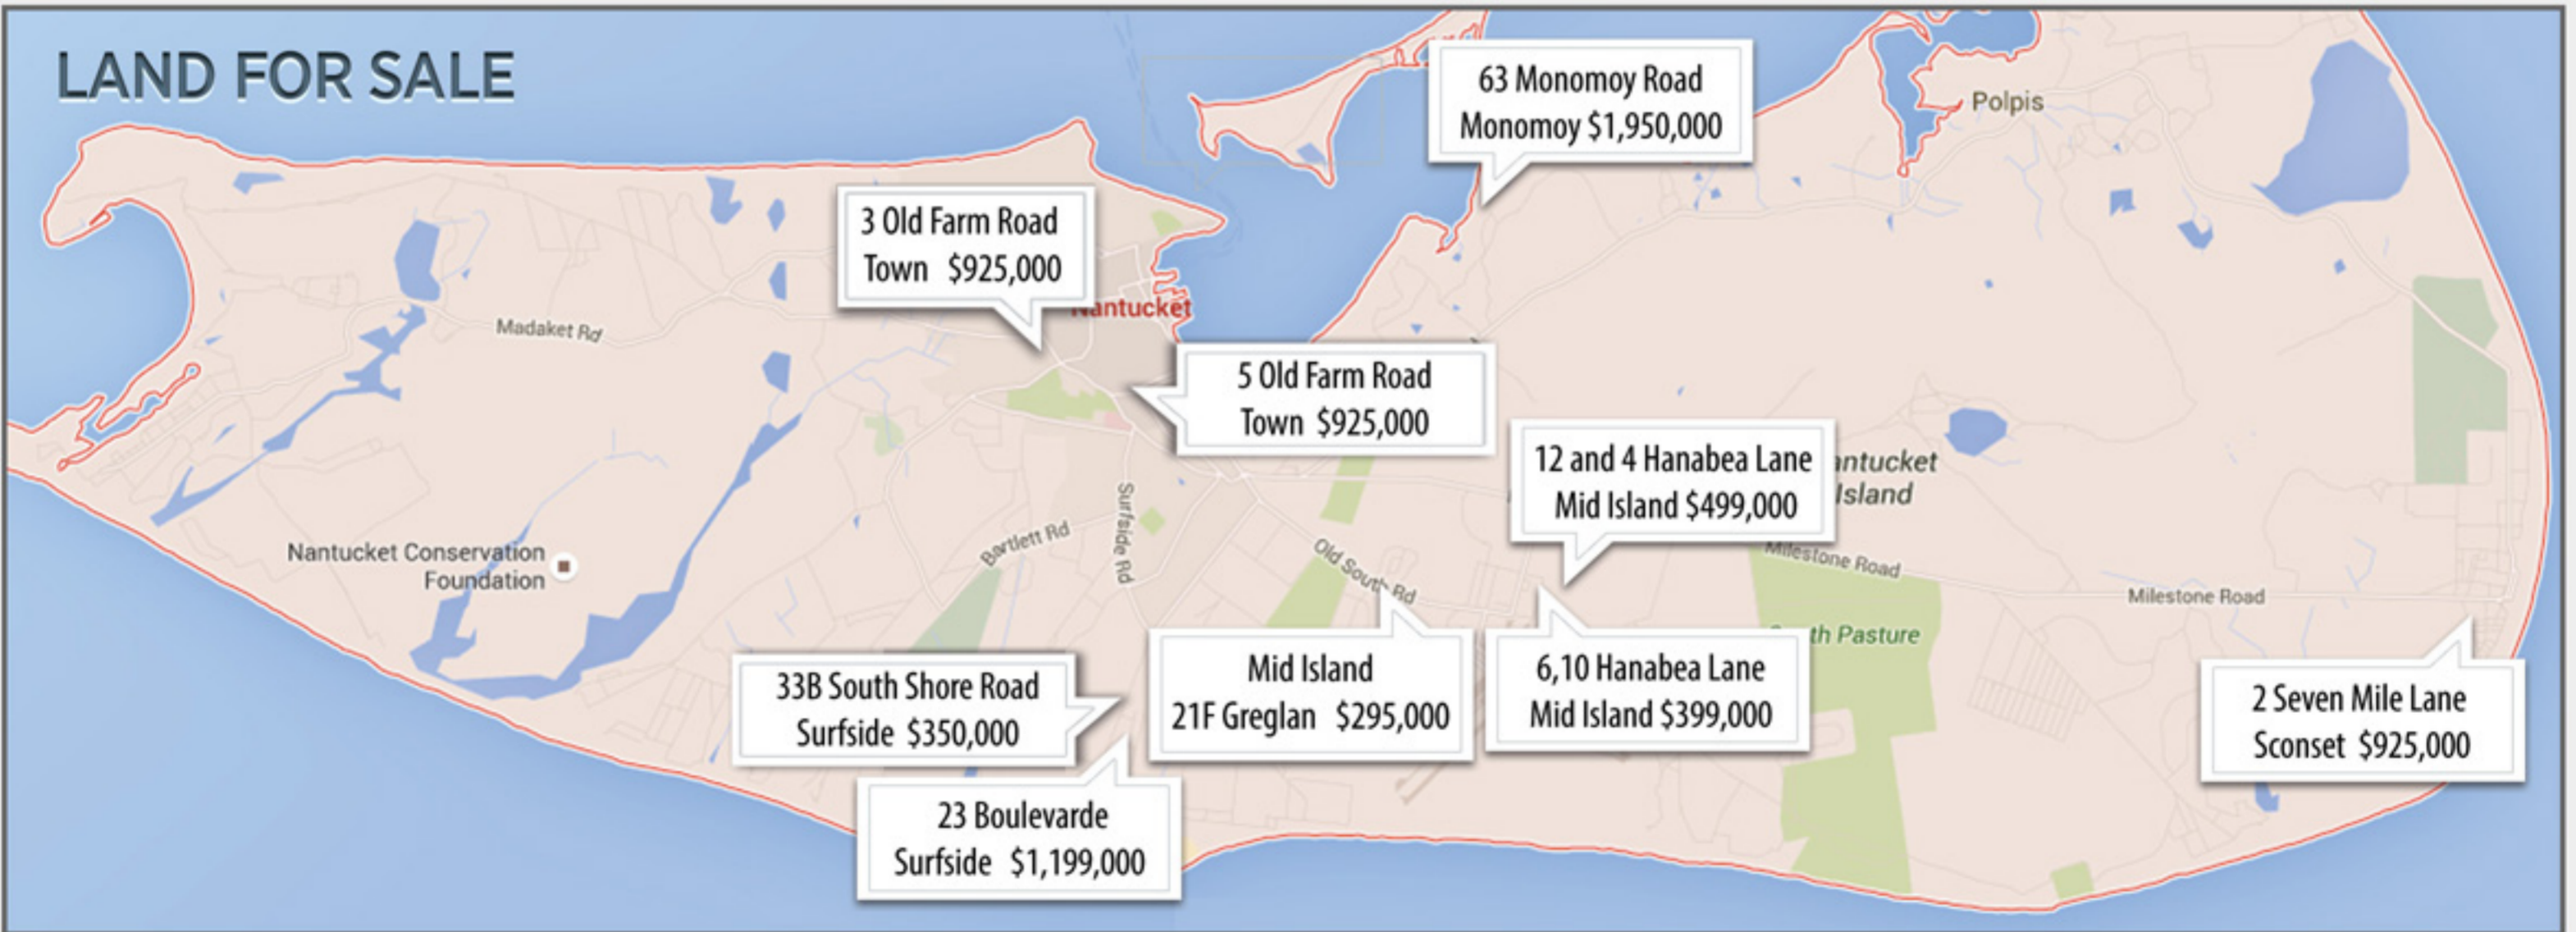 LAND FOR SALE
63 Monomoy Road
Monomoy $1,950,000
Polpis
3 Old Farm Road
Town $925,000
Nantucket
Madaket Rd
5 Old Farm Road
Town $925,000
12 and 4 Hanabea Lane
Mid Island $499,000
antucket
Island
Surfside Rd
Bartlett Rd
Old South Rd
Nantucket Conservation
Foundation
Milestone Road
Milestone Road
th Pasture
33B South Shore Road
Surfside $350,000
Mid Island
21F Greglan $295,000
6,10 Hanabea Lane
Mid Island $399,000
2 Seven Mile Lane
Sconset $925,000
23 Boulevarde
Surfside $1,199,000